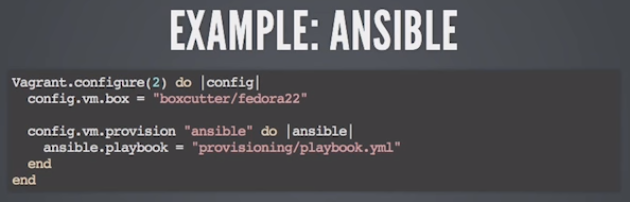 EXAMPLE: ANSIBLE
Vagrant.configure(2) do |config|
  config.vm.box = "boxcutter/fedora22"

  config.vm.provision "ansible" do |ansible|
    ansible.playbook = "provisioning/playbook.yml"
  end
end